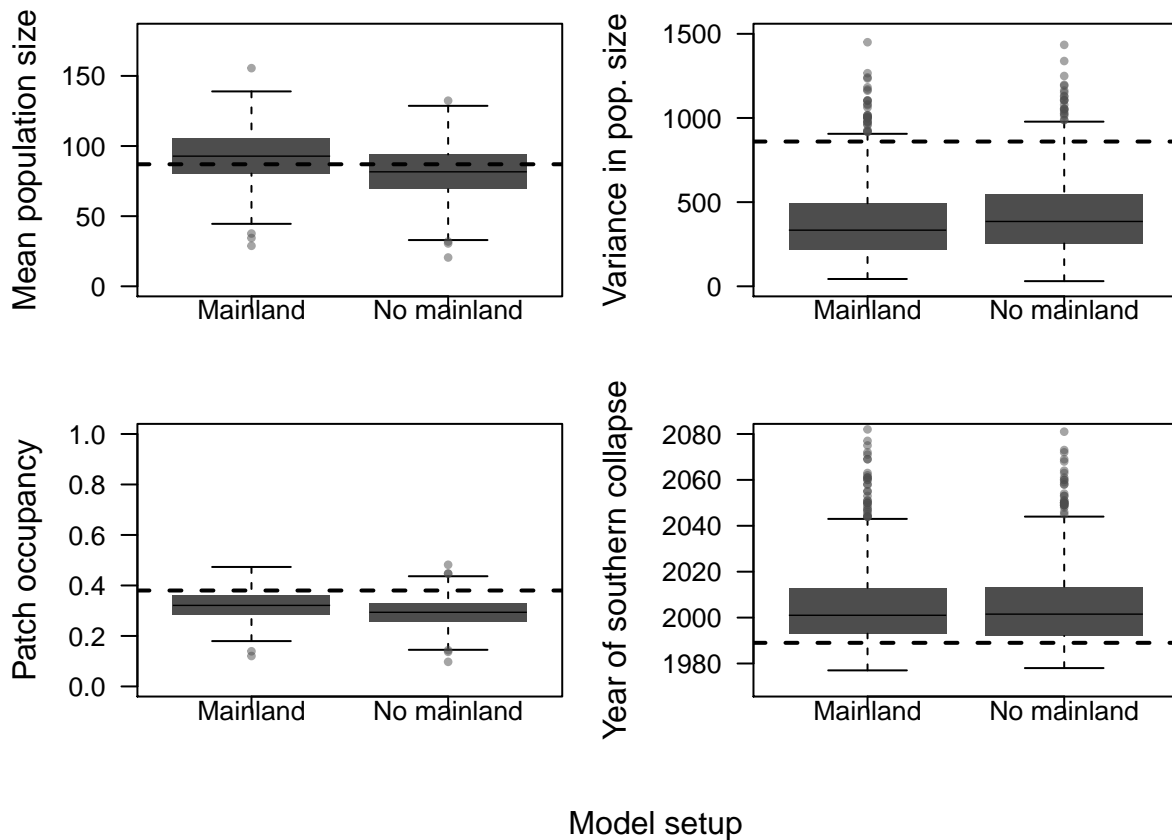 Mean population size
150
100
50
0
Mainland
No mainland
Variance in pop. size
1500
1000
500
0
Mainland
No mainland
Patch occupancy
1.0
0.8
0.6
0.4
0.2
0.0
Mainland
No mainland
Year of southern collapse
2080
2060
2040
2020
2000
1980
Mainland
No mainland
Model setup